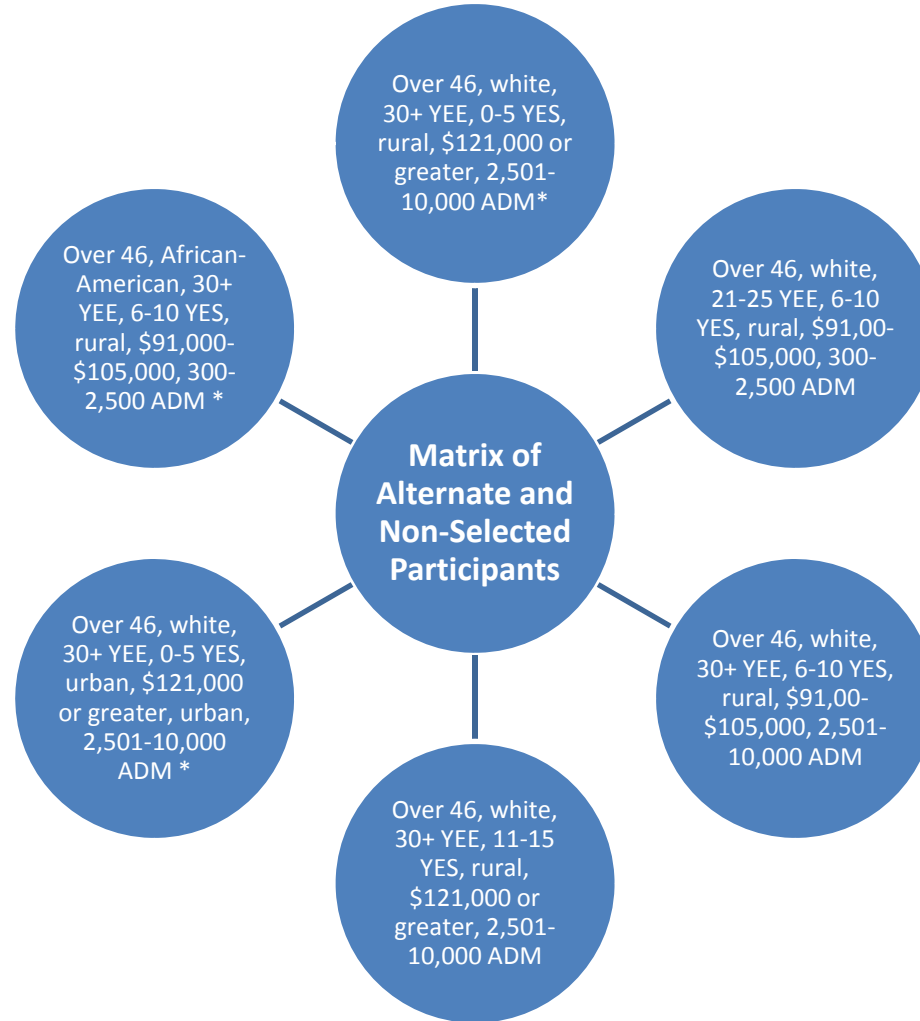 Over 46, white,
30+ YEE, 0-5 YES,
rural, $121,000 or
greater, 2,501-
10,000 ADM*
Over 46, white,
21-25 YEE, 6-10
YES, rural, $91,00-
$105,000, 300-
2,500 ADM
Over 46, white,
30+ YEE, 6-10 YES,
rural, $91,00-
$105,000, 2,501-
10,000 ADM
Over 46, white,
30+ YEE, 11-15
YES, rural,
$121,000 or
greater, 2,501-
10,000 ADM
Over 46, white,
30+ YEE, 0-5 YES,
urban, $121,000
or greater, urban,
2,501-10,000
ADM *
Over 46, African-
American, 30+
YEE, 6-10 YES,
rural, $91,000-
$105,000, 300-
2,500 ADM *
Matrix of
Alternate and
Non-Selected
Participants